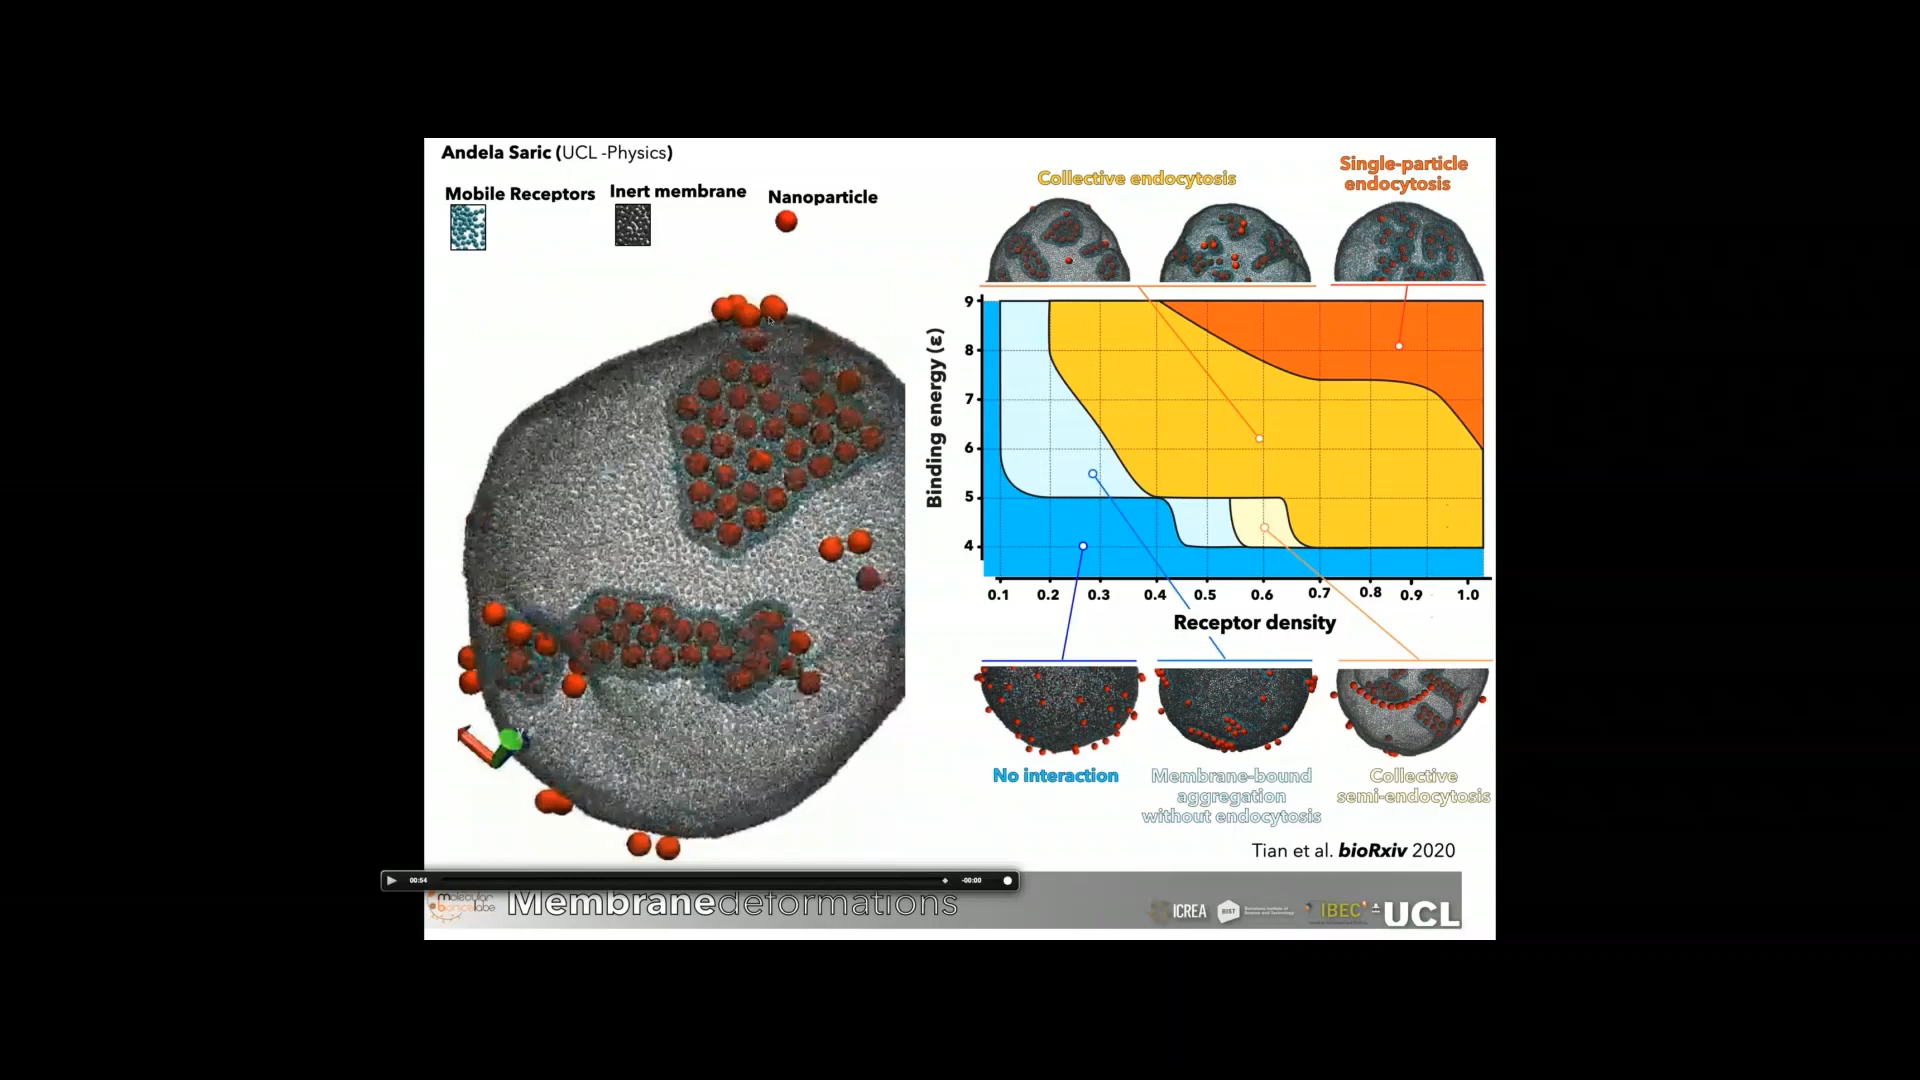 Andela Saric (UCL -Physics)
Mobile Receptors
Inert membrane
Nanoparticle
Collective endocytosis
Single-particle
endocytosis
Binding energy (ε)
9
8
7
6
5
4
0.1 0.2 0.3 0.4 0.5 0.6 0.7 0.8 0.9 1.0
Receptor density
No interaction
Membrane-bound
aggregation
without endocytosis
Collective
semi-endocytosis
Tian et al. bioRxiv 2020
00:54
-00:00
molecular
Membranedeformations
ICREA
BIST
IBEC
UCL